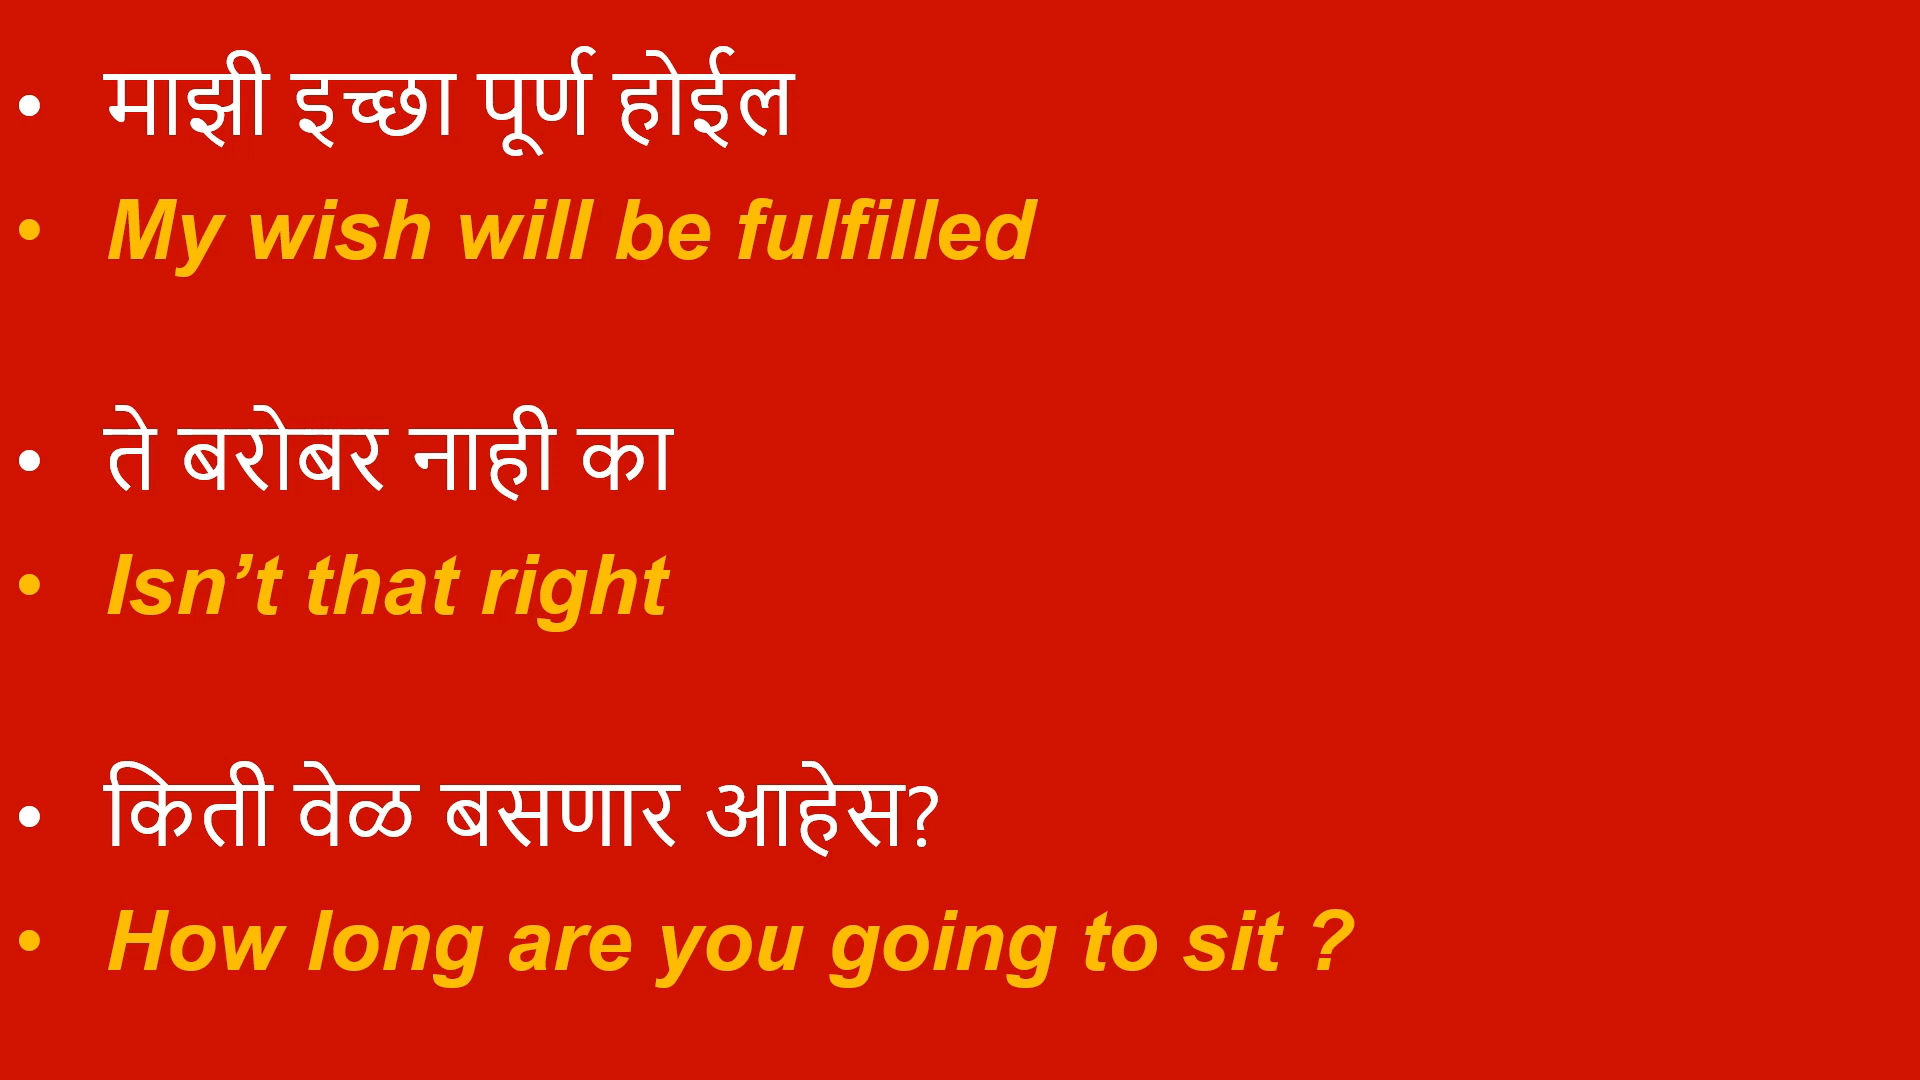 • माझी इच्छा पूर्ण होईल
• My wish will be fulfilled
• ते बरोबर नाही का
• Isn’t that right
• किती वेळ बसणार आहेस?
• How long are you going to sit ?